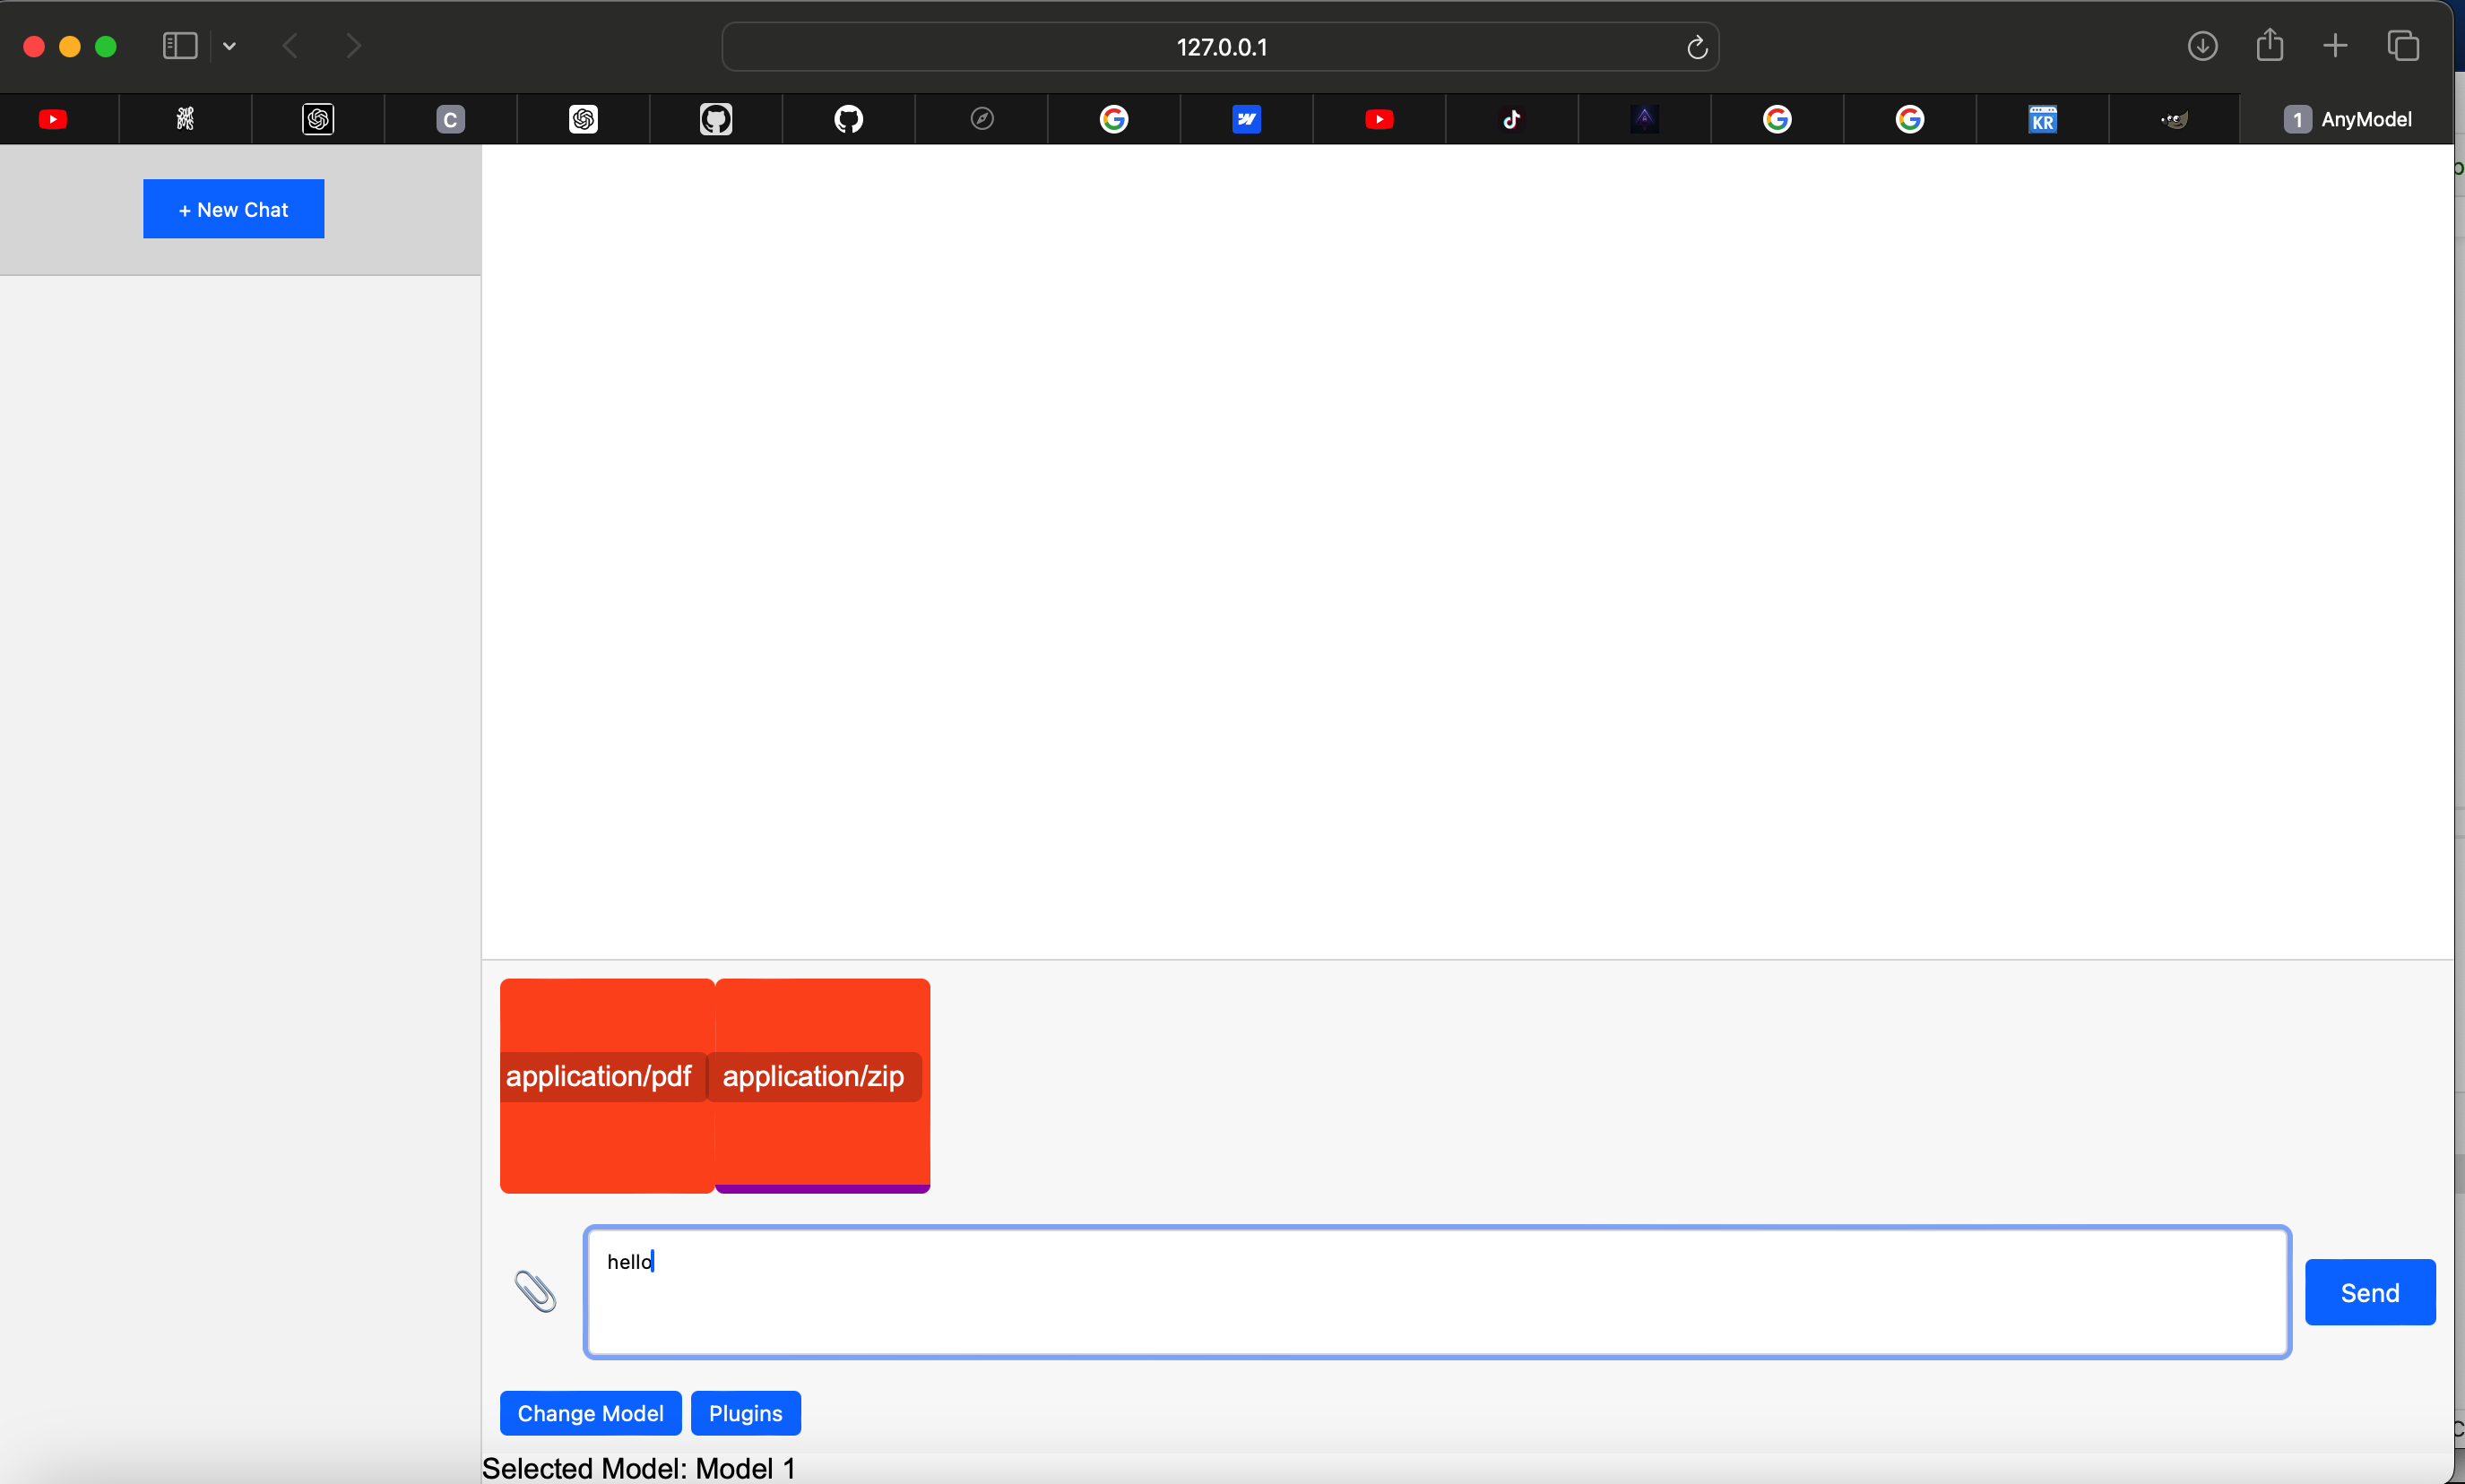 127.0.0.1
C
KR
1 AnyModel
+ New Chat
application/pdf
application/zip
hello
Send
Change Model
Plugins
Selected Model: Model 1